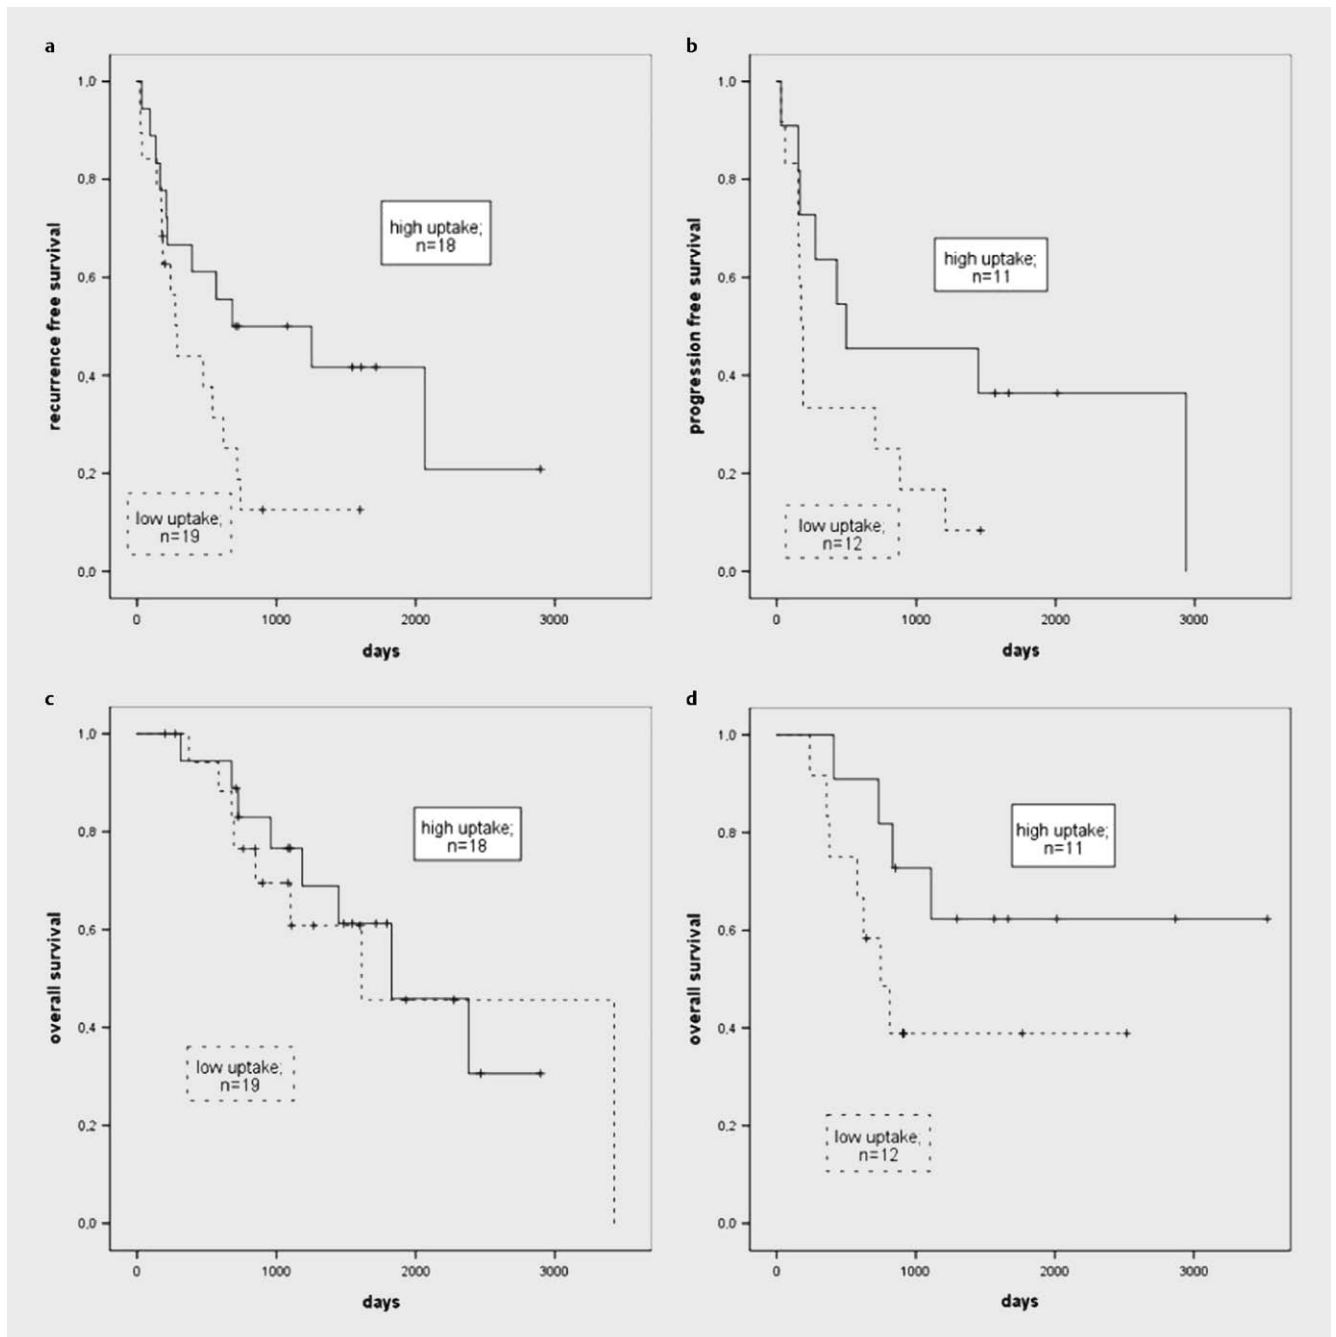 a
recurrence free survival
1,0
0,8
0,6
0,4
0,2
0,0
high uptake;
n=18
low uptake;
n=19
0 1000 2000 3000
days
b
progression free survival
1,0
0,8
0,6
0,4
0,2
0,0
high uptake;
n=11
low uptake;
n=12
0 1000 2000 3000
days
c
overall survival
1,0
0,8
0,6
0,4
0,2
0,0
high uptake;
n=18
low uptake;
n=19
0 1000 2000 3000
days
d
overall survival
1,0
0,8
0,6
0,4
0,2
0,0
high uptake;
n=11
low uptake;
n=12
0 1000 2000 3000
days